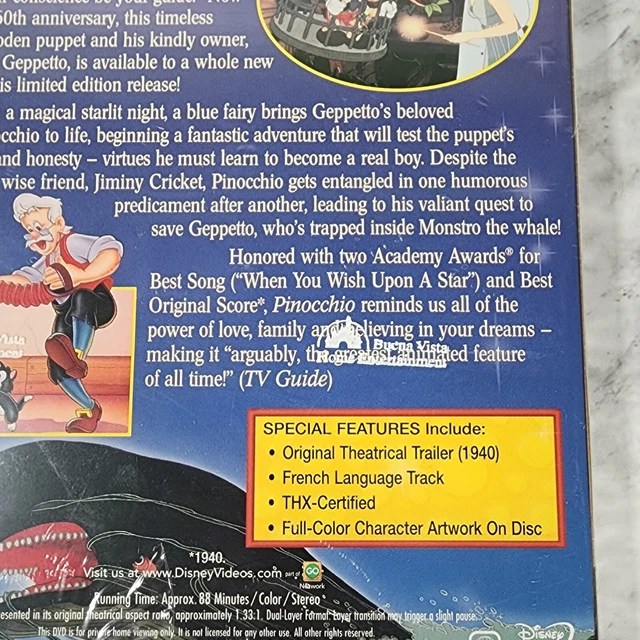 conscience be your guide! Now
60th anniversary, this timeless
oden puppet and his kindly owner,
Geppetto, is available to a whole new
is limited edition release!
a magical starlit night, a blue fairy brings Geppetto's beloved
occhio to life, beginning a fantastic adventure that will test the puppet's
and honesty – virtues he must learn to become a real boy. Despite the
wise friend, Jiminy Cricket, Pinocchio gets entangled in one humorous
predicament after another, leading to his valiant quest to
save Geppetto, who's trapped inside Monstro the whale!
Honored with two Academy Awards® for
Best Song ("When You Wish Upon A Star") and Best
Original Score*, Pinocchio reminds us all of the
power of love, family and believing in your dreams –
making it "arguably, the greatest animated feature
of all time!" (TV Guide)
Buena Vista
Home Entertainment
SPECIAL FEATURES Include:
• Original Theatrical Trailer (1940)
• French Language Track
• THX-Certified
• Full-Color Character Artwork On Disc
*1940.
Visit us at www.DisneyVideos.com part of GO Network
Running Time: Approx. 88 Minutes/Color/Stereo
esented in its original theatrical aspect ratio, approximately 1.33:1. Dual-Layer Format: Layer transition may trigger a slight pause.
This DVD is for private home viewing only. It is not licensed for any other use. All other rights reserved.
Disney